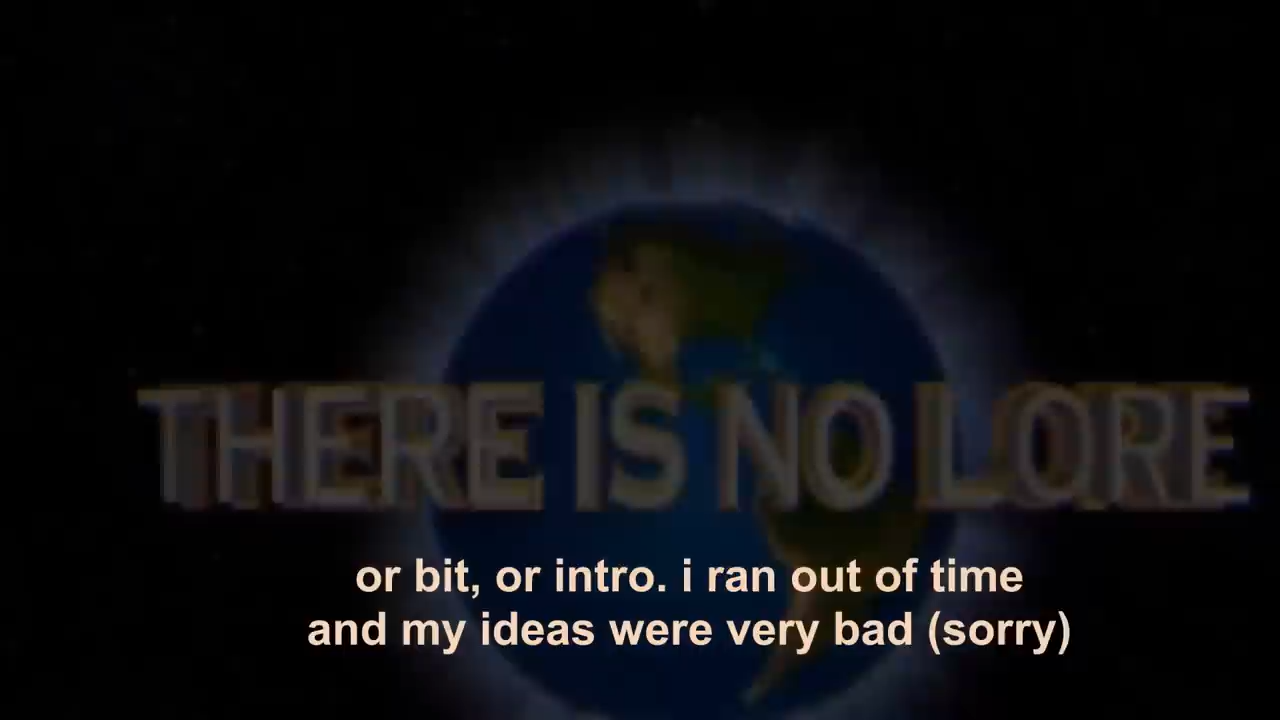 THERE IS NO LORE
or bit, or intro. i ran out of time
and my ideas were very bad (sorry)